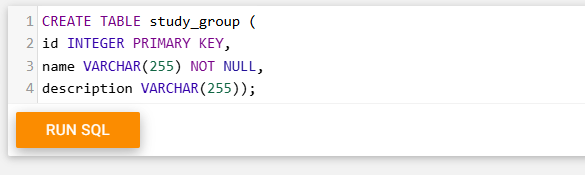 1 CREATE TABLE study_group (
2 id INTEGER PRIMARY KEY,
3 name VARCHAR(255) NOT NULL,
4 description VARCHAR(255));
RUN SQL